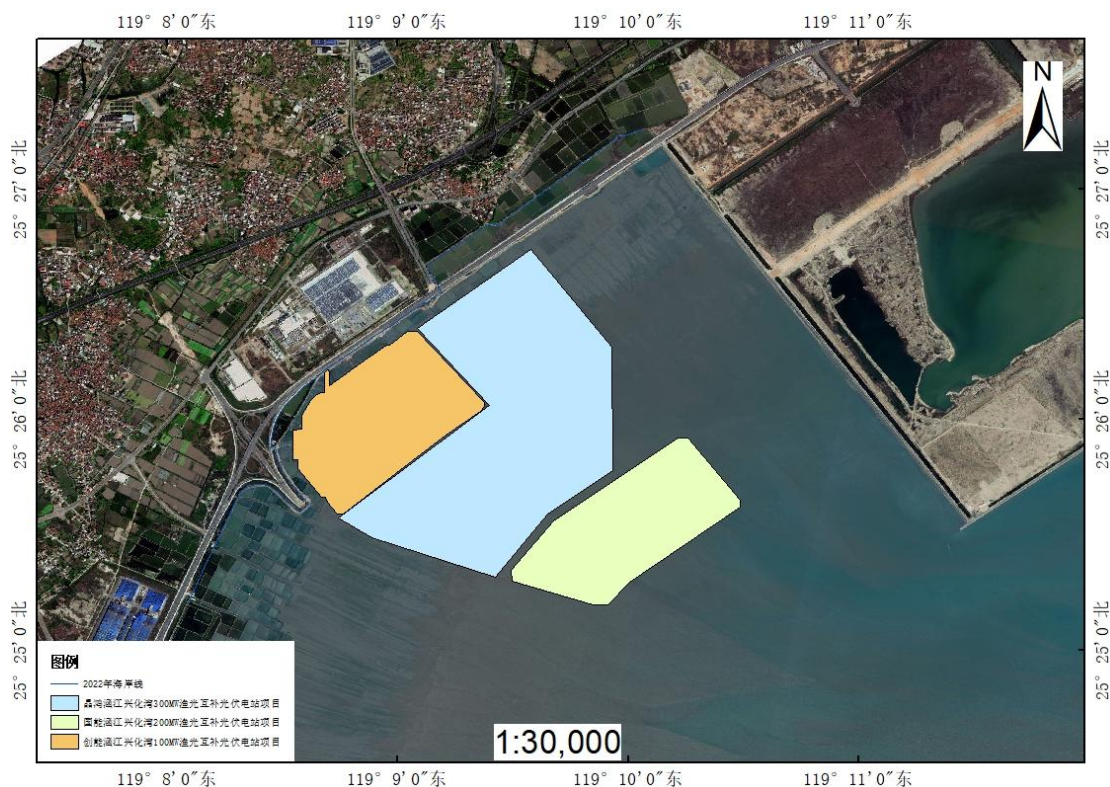 119° 8'0"东
119° 9'0"东
119° 10'0"东
119° 11'0"东
N
25° 27'0"北
25° 27'0"北
25° 26'0"北
25° 26'0"北
25° 25'0"北
25° 25'0"北
图例
2022年海岸线
晶鸿涵江兴化湾300MW渔光互补光伏电站项目
国能涵江兴化湾200MW渔光互补光伏电站项目
创能涵江兴化湾100MW渔光互补光伏电站项目
1:30,000
119° 8'0"东
119° 9'0"东
119° 10'0"东
119° 11'0"东